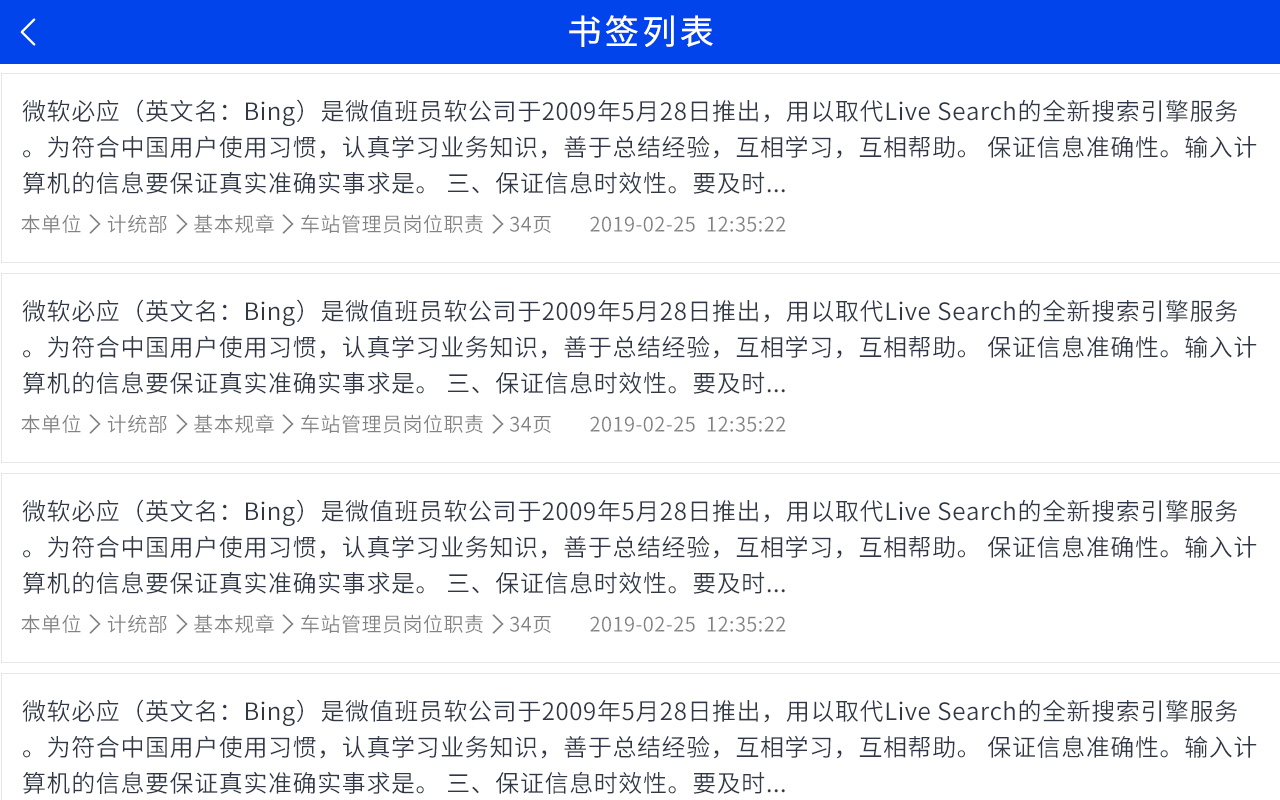 书签列表
微软必应（英文名：Bing）是微值班员软公司于2009年5月28日推出，用以取代Live Search的全新搜索引擎服务
。为符合中国用户使用习惯，认真学习业务知识，善于总结经验，互相学习，互相帮助。 保证信息准确性。输入计
算机的信息要保证真实准确实事求是。 三、保证信息时效性。要及时...
本单位 > 计统部 > 基本规章 > 车站管理员岗位职责 > 34页 2019-02-25 12:35:22
微软必应（英文名：Bing）是微值班员软公司于2009年5月28日推出，用以取代Live Search的全新搜索引擎服务
。为符合中国用户使用习惯，认真学习业务知识，善于总结经验，互相学习，互相帮助。 保证信息准确性。输入计
算机的信息要保证真实准确实事求是。 三、保证信息时效性。要及时...
本单位 > 计统部 > 基本规章 > 车站管理员岗位职责 > 34页 2019-02-25 12:35:22
微软必应（英文名：Bing）是微值班员软公司于2009年5月28日推出，用以取代Live Search的全新搜索引擎服务
。为符合中国用户使用习惯，认真学习业务知识，善于总结经验，互相学习，互相帮助。 保证信息准确性。输入计
算机的信息要保证真实准确实事求是。 三、保证信息时效性。要及时...
本单位 > 计统部 > 基本规章 > 车站管理员岗位职责 > 34页 2019-02-25 12:35:22
微软必应（英文名：Bing）是微值班员软公司于2009年5月28日推出，用以取代Live Search的全新搜索引擎服务
。为符合中国用户使用习惯，认真学习业务知识，善于总结经验，互相学习，互相帮助。 保证信息准确性。输入计
算机的信息要保证真实准确实事求是。 三、保证信息时效性。要及时...